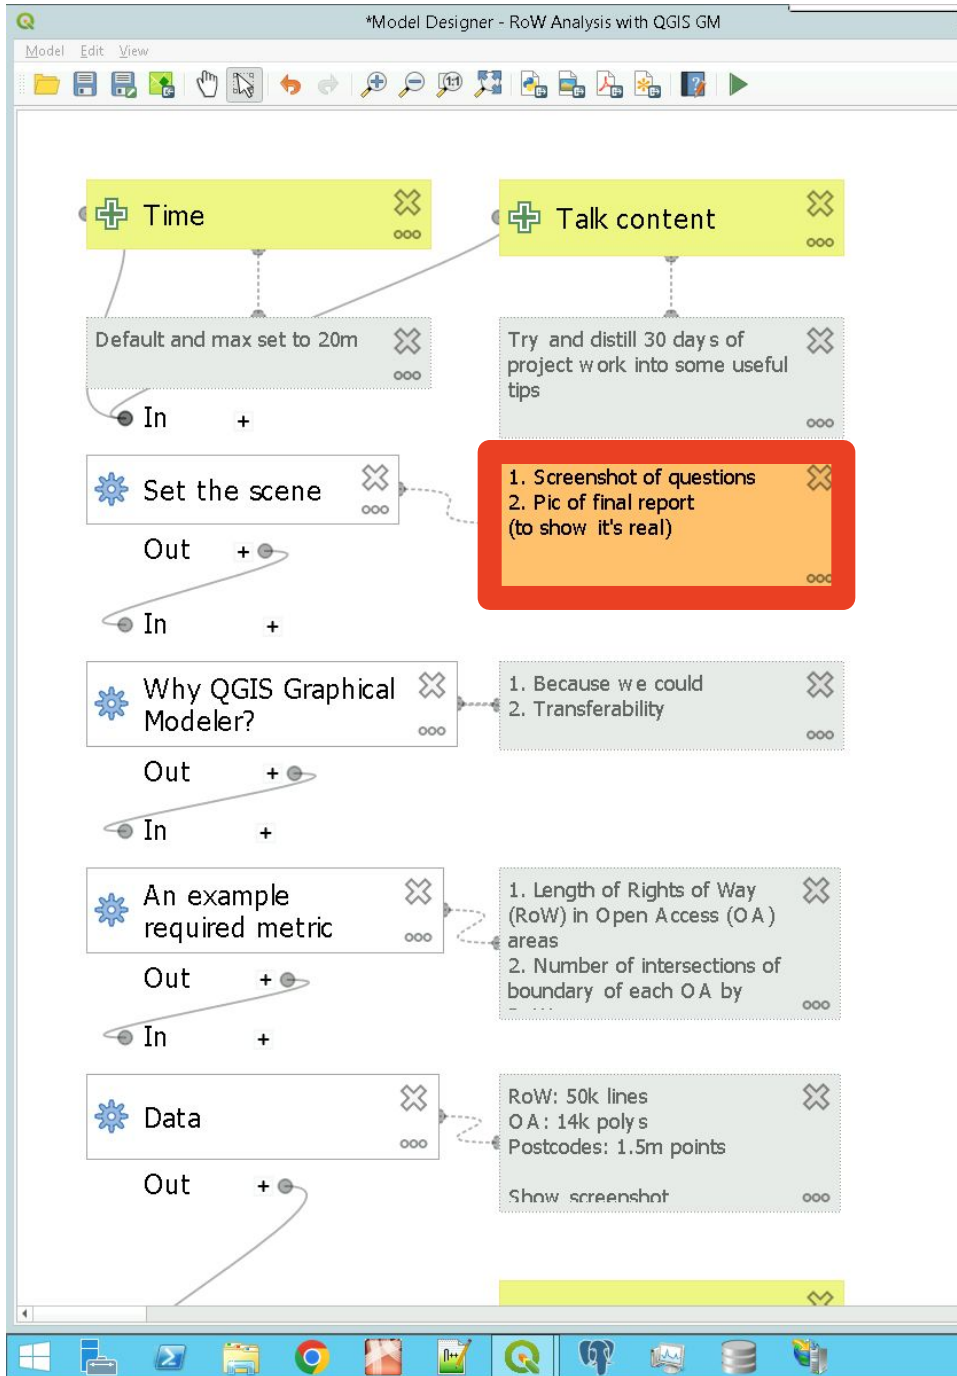 *Model Designer - RoW Analysis with QGIS GM
Model Edit View
Time
Talk content
Default and max set to 20m
Try and distill 30 days of
project work into some useful
tips
In +
Set the scene
1. Screenshot of questions
2. Pic of final report
(to show it's real)
Out +
In +
Why QGIS Graphical
Modeler?
1. Because we could
2. Transferability
Out +
In +
An example
required metric
1. Length of Rights of Way
(RoW) in Open Access (OA)
areas
2. Number of intersections of
boundary of each OA by
Out +
In +
Data
RoW: 50k lines
OA: 14k polys
Postcodes: 1.5m points
Show screenshot
Out +